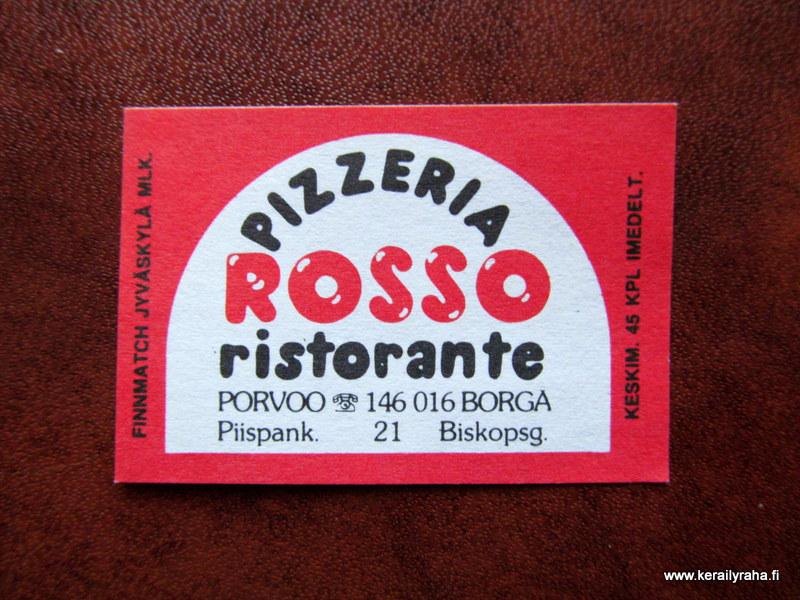 FINNMATCH JYVÄSKYLÄ MLK.
PIZZERIA
ROSSO
ristorante
PORVOO ☎ 146 016 BORGÅ
Piispank. 21 Biskopsg.
KESKIM. 45 KPL IMEDELT.
www.kerailyraha.fi